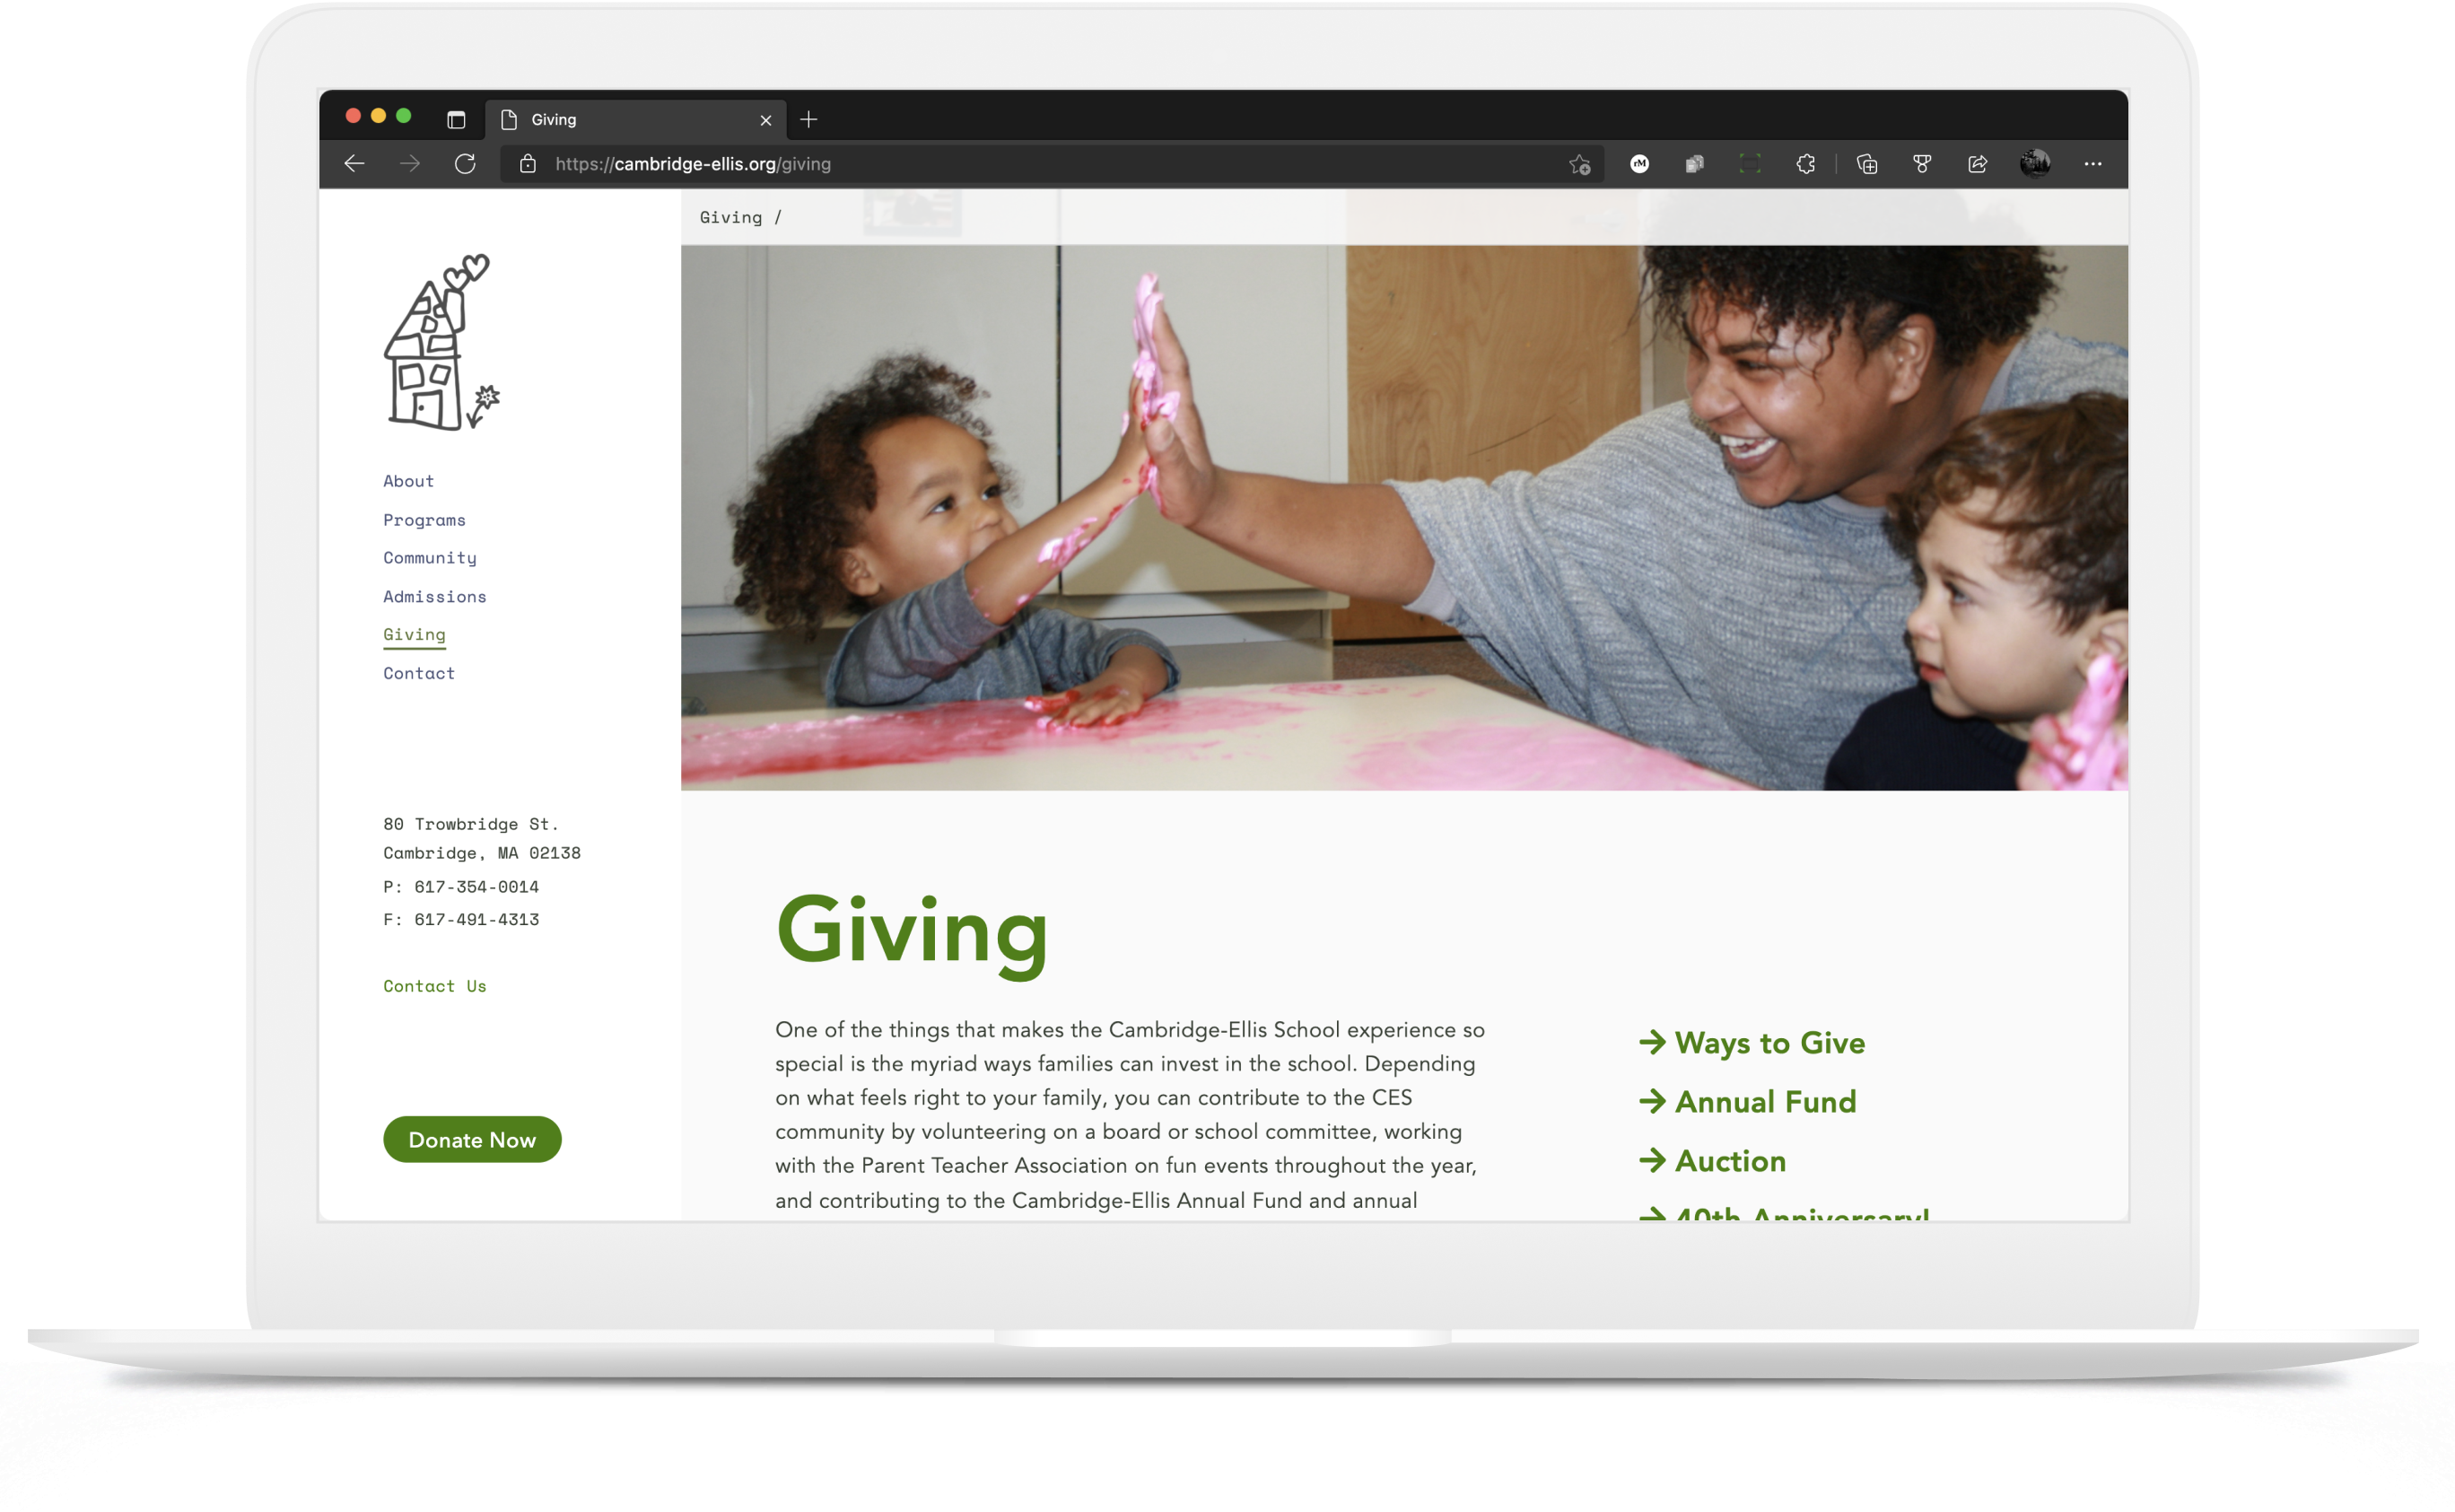 Giving
https://cambridge-ellis.org/giving
rM
Giving /
About
Programs
Community
Admissions
Giving
Contact
80 Trowbridge St.
Cambridge, MA 02138
P: 617-354-0014
F: 617-491-4313
Contact Us
Donate Now
Giving
One of the things that makes the Cambridge-Ellis School experience so
special is the myriad ways families can invest in the school. Depending
on what feels right to your family, you can contribute to the CES
community by volunteering on a board or school committee, working
with the Parent Teacher Association on fun events throughout the year,
and contributing to the Cambridge-Ellis Annual Fund and annual
→ Ways to Give
→ Annual Fund
→ Auction
→ 40th Anniversary!